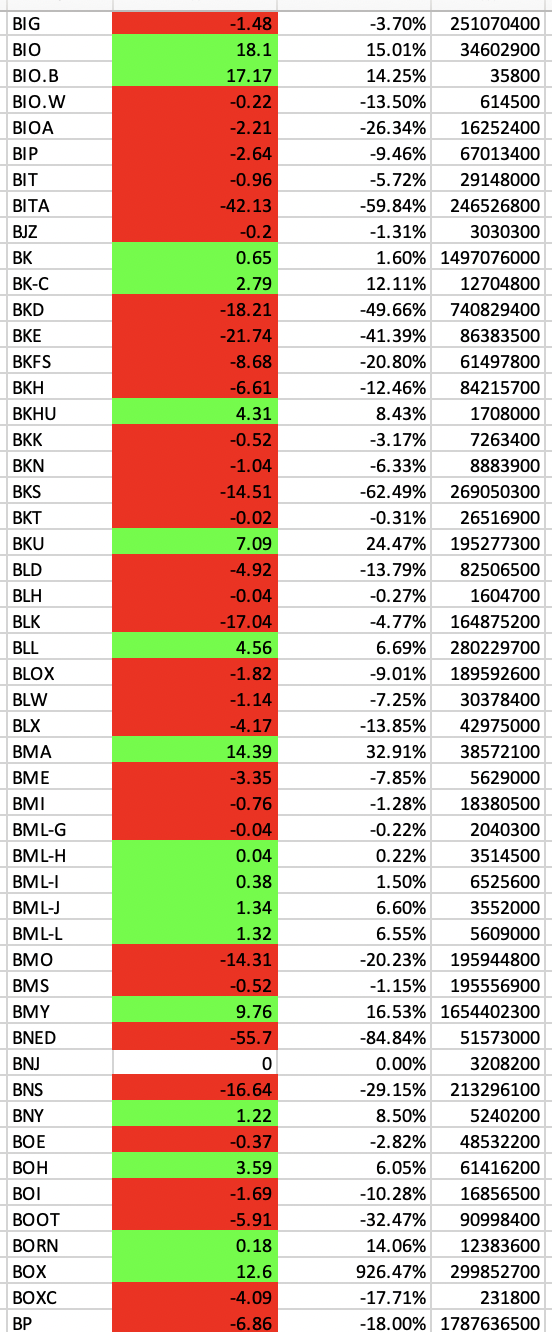 BIG -1.48 -3.70% 251070400
BIO 18.1 15.01% 34602900
BIO.B 17.17 14.25% 35800
BIO.W -0.22 -13.50% 614500
BIOA -2.21 -26.34% 16252400
BIP -2.64 -9.46% 67013400
BIT -0.96 -5.72% 29148000
BITA -42.13 -59.84% 246526800
BJZ -0.2 -1.31% 3030300
BK 0.65 1.60% 1497076000
BK-C 2.79 12.11% 12704800
BKD -18.21 -49.66% 740829400
BKE -21.74 -41.39% 86383500
BKFS -8.68 -20.80% 61497800
BKH -6.61 -12.46% 84215700
BKHU 4.31 8.43% 1708000
BKK -0.52 -3.17% 7263400
BKN -1.04 -6.33% 8883900
BKS -14.51 -62.49% 269050300
BKT -0.02 -0.31% 26516900
BKU 7.09 24.47% 195277300
BLD -4.92 -13.79% 82506500
BLH -0.04 -0.27% 1604700
BLK -17.04 -4.77% 164875200
BLL 4.56 6.69% 280229700
BLOX -1.82 -9.01% 189592600
BLW -1.14 -7.25% 30378400
BLX -4.17 -13.85% 42975000
BMA 14.39 32.91% 38572100
BME -3.35 -7.85% 5629000
BMI -0.76 -1.28% 18380500
BML-G -0.04 -0.22% 2040300
BML-H 0.04 0.22% 3514500
BML-I 0.38 1.50% 6525600
BML-J 1.34 6.60% 3552000
BML-L 1.32 6.55% 5609000
BMO -14.31 -20.23% 195944800
BMS -0.52 -1.15% 195556900
BMY 9.76 16.53% 1654402300
BNED -55.7 -84.84% 51573000
BNJ 0 0.00% 3208200
BNS -16.64 -29.15% 213296100
BNY 1.22 8.50% 5240200
BOE -0.37 -2.82% 48532200
BOH 3.59 6.05% 61416200
BOI -1.69 -10.28% 16856500
BOOT -5.91 -32.47% 90998400
BORN 0.18 14.06% 12383600
BOX 12.6 926.47% 299852700
BOXC -4.09 -17.71% 231800
BP -6.86 -18.00% 1787636500